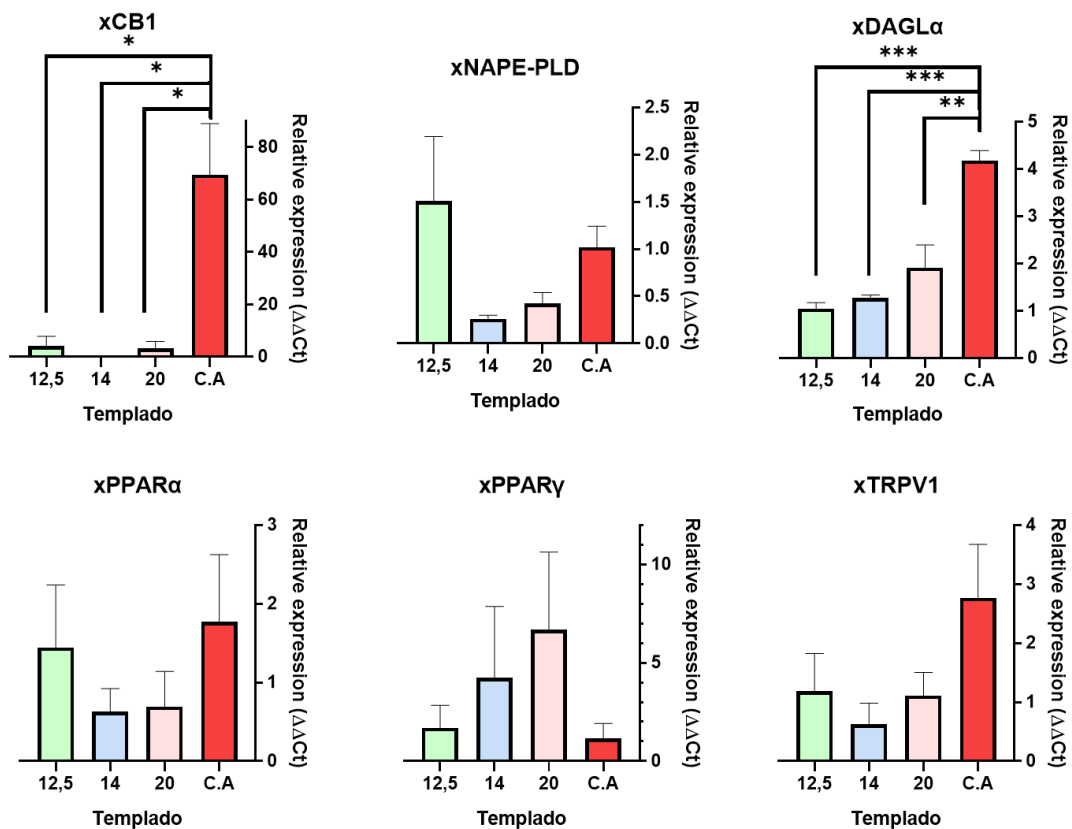 xCB1
*
*
*
80
60
40
20
0
Relative expression (ΔΔCt)
12,5 14 20 C.A
Templado
xNAPE-PLD
2.5
2.0
1.5
1.0
0.5
0.0
Relative expression (ΔΔCt)
12,5 14 20 C.A
Templado
xDAGLα
***
***
**
5
4
3
2
1
0
Relative expression (ΔΔCt)
12,5 14 20 C.A
Templado
xPPARα
3
2
1
0
Relative expression (ΔΔCt)
12,5 14 20 C.A
Templado
xPPARγ
10
5
0
Relative expression (ΔΔCt)
12,5 14 20 C.A
Templado
xTRPV1
4
3
2
1
0
Relative expression (ΔΔCt)
12,5 14 20 C.A
Templado